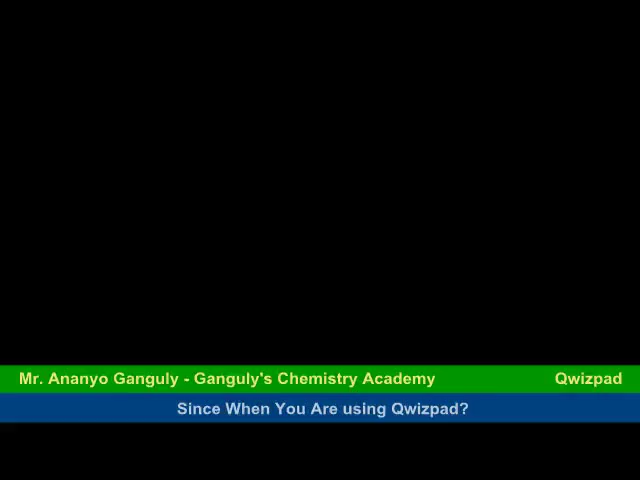 Mr. Ananyo Ganguly - Ganguly's Chemistry Academy Qwizpad
Since When You Are using Qwizpad?